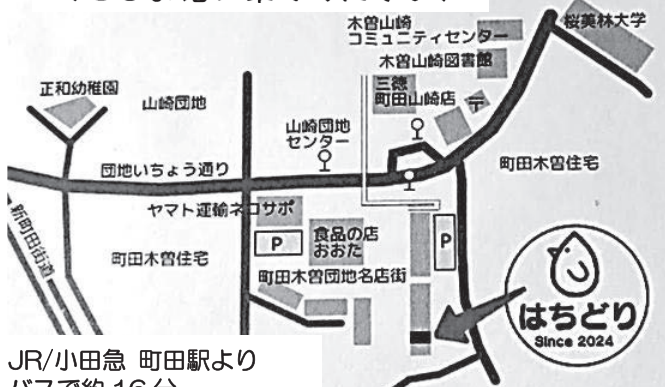 木曽山崎
コミュニティセンター
桜美林大学
木曽山崎図書館
三徳
町田山崎店
〒
正和幼稚園
山崎団地
山崎団地
センター
団地いちょう通り
町田木曽住宅
ヤマト運輸ネコサポ
新町田街道
P
食品の店
おおた
P
町田木曽住宅
町田木曽団地名店街
はちどり
Since 2024
JR/小田急 町田駅より